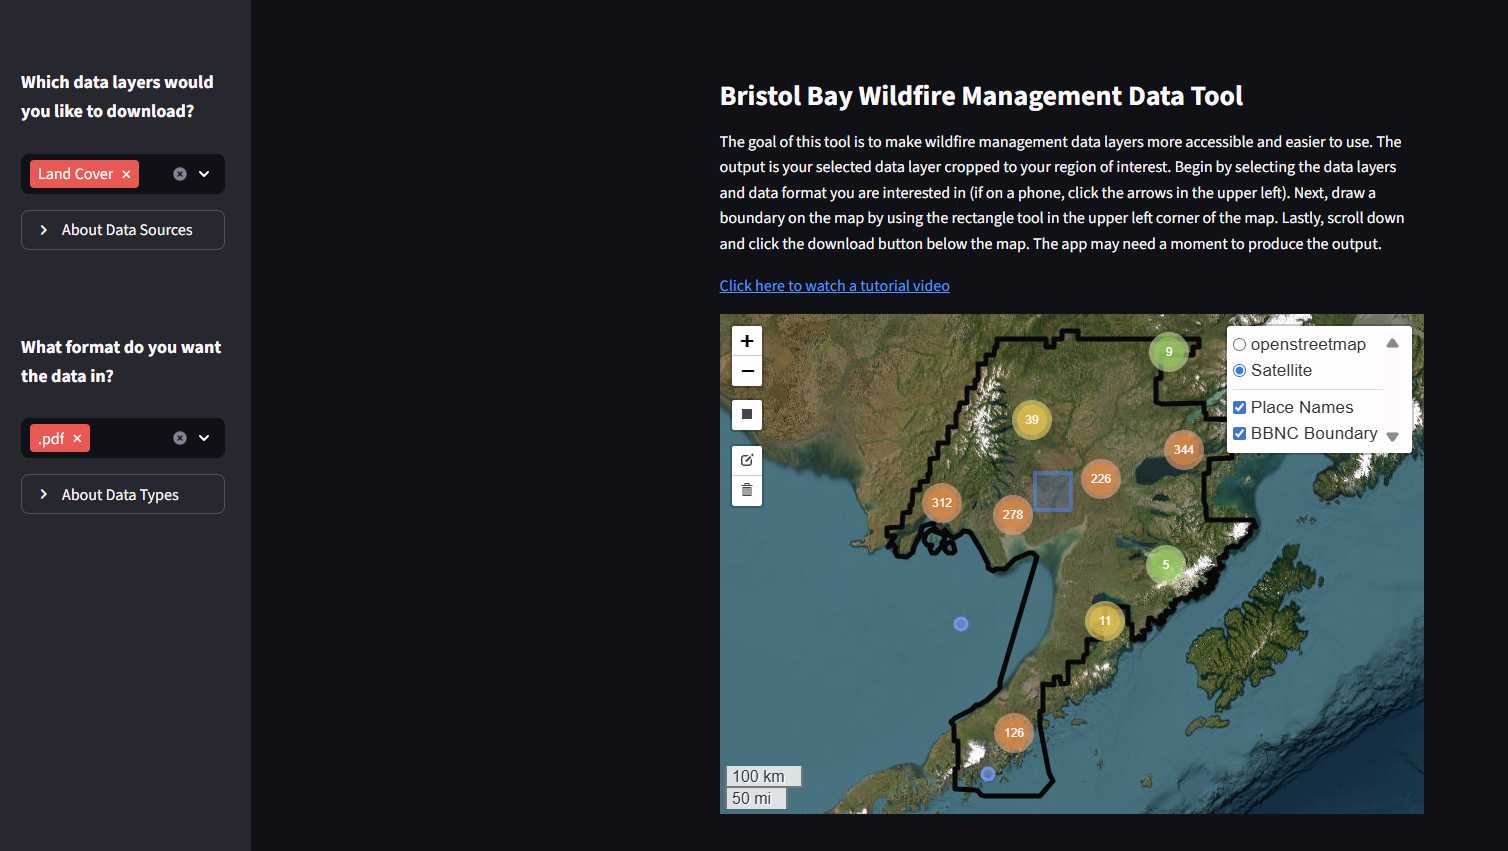 Which data layers would
you like to download?
Land Cover ×
About Data Sources
What format do you want
the data in?
.pdf ×
About Data Types
Bristol Bay Wildfire Management Data Tool
The goal of this tool is to make wildfire management data layers more accessible and easier to use. The
output is your selected data layer cropped to your region of interest. Begin by selecting the data layers
and data format you are interested in (if on a phone, click the arrows in the upper left). Next, draw a
boundary on the map by using the rectangle tool in the upper left corner of the map. Lastly, scroll down
and click the download button below the map. The app may need a moment to produce the output.
Click here to watch a tutorial video
+
−
openstreetmap
Satellite
Place Names
BBNC Boundary
9
39
344
226
312
278
5
11
126
100 km
50 mi